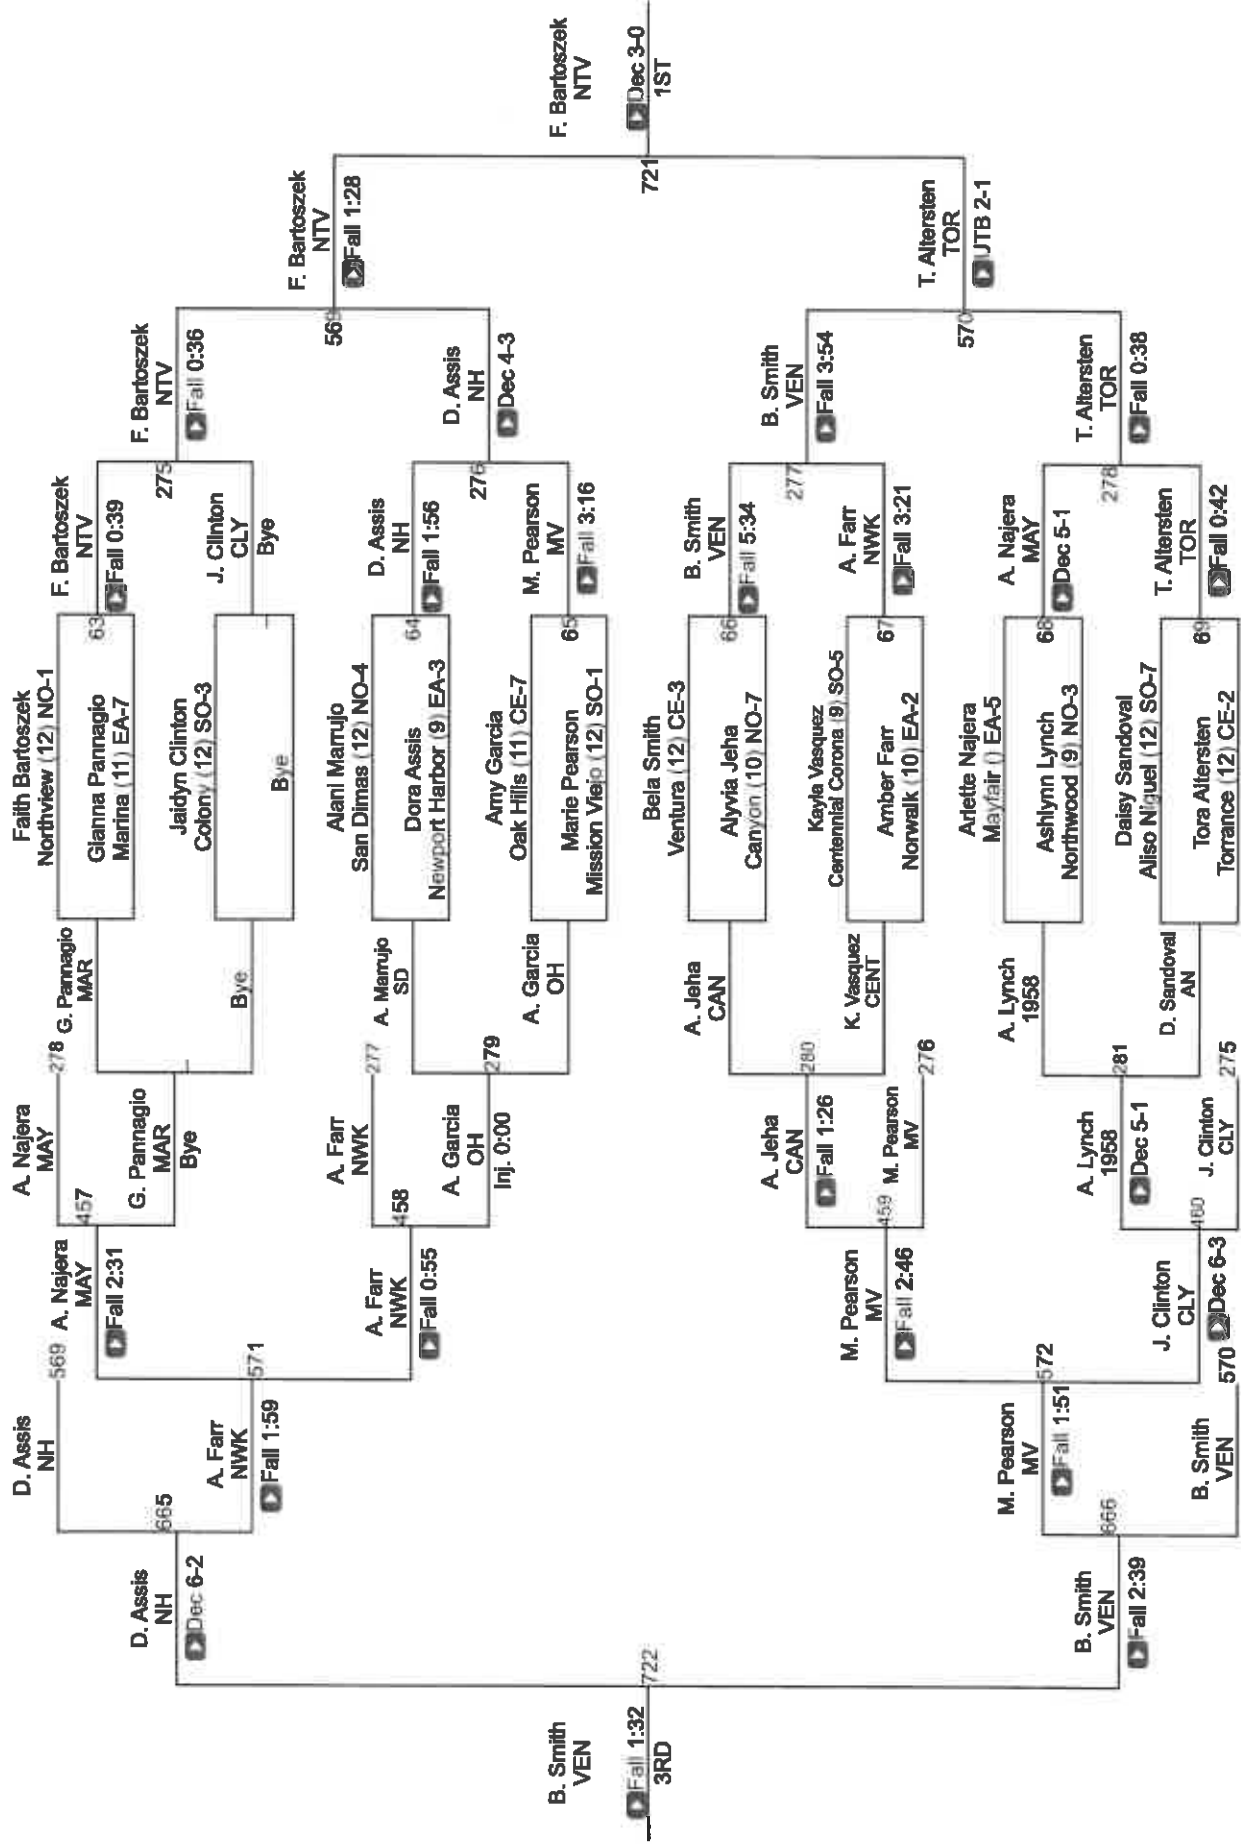 Faith Bartoszek
Northview (12) NO-1
63
Gianna Pannagio
Marina (11) EA-7
Jaidyn Clinton
Colony (12) SO-3
Bye
Alani Marrujo
San Dimas (12) NO-4
64
Dora Assis
Newport Harbor (9) EA-3
Amy Garcia
Oak Hills (11) CE-7
65
Marie Pearson
Mission Viejo (12) SO-1
Bela Smith
Ventura (12) CE-3
66
Alyvia Jeha
Canyon (10) NO-7
Kayla Vasquez
Centennial Corona (9) SO-5
67
Amber Farr
Norwalk (10) EA-2
Arlette Najera
Mayfair () EA-5
68
Ashlynn Lynch
Northwood (9) NO-3
Daisy Sandoval
Aliso Niguel (12) SO-7
69
Tora Altersten
Torrance (12) CE-2
F. Bartoszek
NTV
Fall 0:39
275
J. Clinton
CLY
Bye
D. Assis
NH
Fall 1:56
276
M. Pearson
MV
Fall 3:16
B. Smith
VEN
Fall 5:34
277
A. Farr
NWK
Fall 3:21
A. Najera
MAY
Dec 5-1
278
T. Altersten
TOR
Fall 0:42
F. Bartoszek
NTV
Fall 0:36
569
D. Assis
NH
Dec 4-3
B. Smith
VEN
Fall 3:54
570
T. Altersten
TOR
Fall 0:38
F. Bartoszek
NTV
Fall 1:28
721
T. Altersten
TOR
UTB 2-1
F. Bartoszek
NTV
Dec 3-0
1ST
G. Pannagio
MAR
Bye
A. Marrujo
SD
279
A. Garcia
OH
A. Jeha
CAN
280
K. Vasquez
CENT
A. Lynch
1958
281
D. Sandoval
AN
A. Najera
MAY
278
457
G. Pannagio
MAR
Bye
A. Farr
NWK
277
458
A. Garcia
OH
Inj. 0:00
A. Jeha
CAN
Fall 1:26
459
M. Pearson
MV
276
A. Lynch
1958
Dec 5-1
460
J. Clinton
CLY
275
A. Najera
MAY
Fall 2:31
571
A. Farr
NWK
Fall 0:55
M. Pearson
MV
Fall 2:46
572
J. Clinton
CLY
Dec 6-3
D. Assis
NH
569
665
A. Farr
NWK
Fall 1:59
M. Pearson
MV
Fall 1:51
666
B. Smith
VEN
570
D. Assis
NH
Dec 6-2
722
B. Smith
VEN
Fall 2:39
B. Smith
VEN
Fall 1:32
3RD